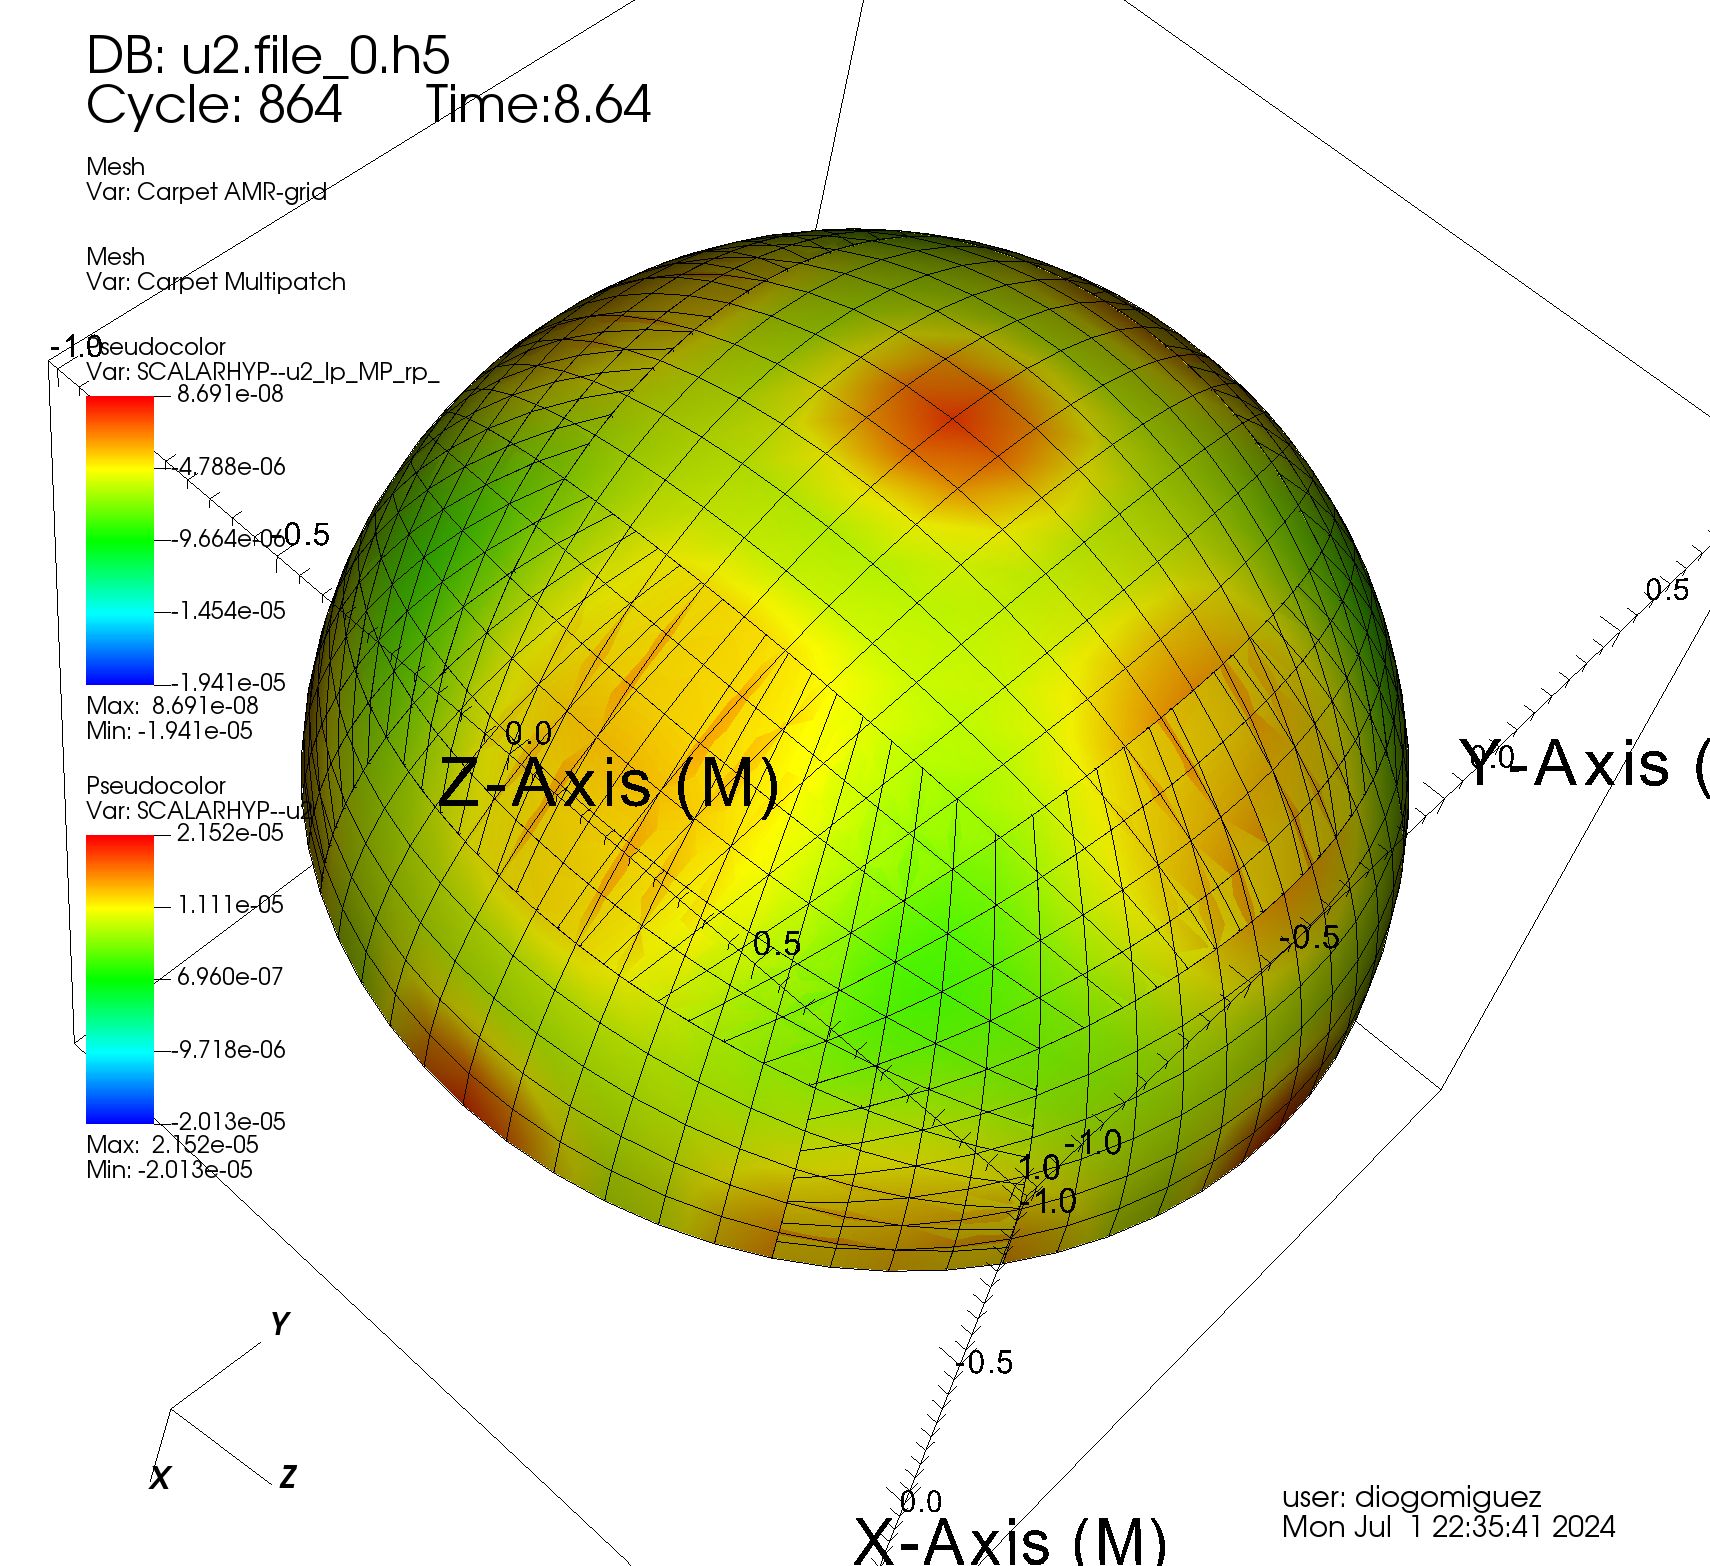 DB: u2.file_0.h5
Cycle: 864 Time:8.64
Mesh
Var: Carpet AMR-grid
Mesh
Var: Carpet Multipatch
-1.0
Pseudocolor
Var: SCALARHYP--u2_lp_MP_rp_
8.691e-08
-4.788e-06
-9.664e-06
-1.454e-05
-1.941e-05
Max: 8.691e-08
Min: -1.941e-05
Pseudocolor
Var: SCALARHYP--u2
2.152e-05
1.111e-05
6.960e-07
-9.718e-06
-2.013e-05
Max: 2.152e-05
Min: -2.013e-05
-0.5
0.0
Z-Axis (M)
0.5
1.0
0.5
0.0
Y-Axis (
-0.5
-1.0
-1.0
-0.5
0.0
X-Axis (M)
Y
X
Z
user: diogomiguez
Mon Jul 1 22:35:41 2024